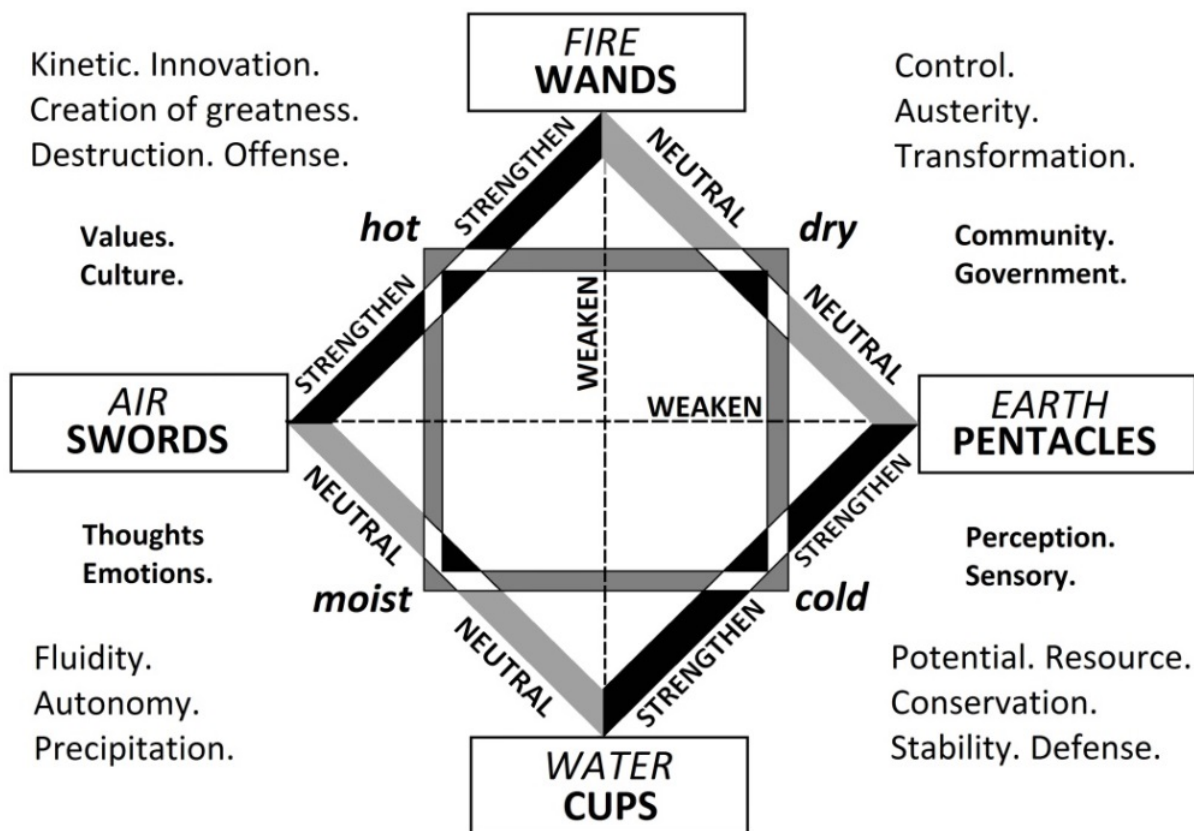 FIRE
WANDS
Kinetic. Innovation.
Creation of greatness.
Destruction. Offense.
Control.
Austerity.
Transformation.
STRENGTHEN
NEUTRAL
hot
dry
Values.
Culture.
Community.
Government.
STRENGTHEN
WEAKEN
NEUTRAL
AIR
SWORDS
WEAKEN
EARTH
PENTACLES
NEUTRAL
STRENGTHEN
Thoughts
Emotions.
Perception.
Sensory.
moist
cold
NEUTRAL
STRENGTHEN
Fluidity.
Autonomy.
Precipitation.
Potential. Resource.
Conservation.
Stability. Defense.
WATER
CUPS